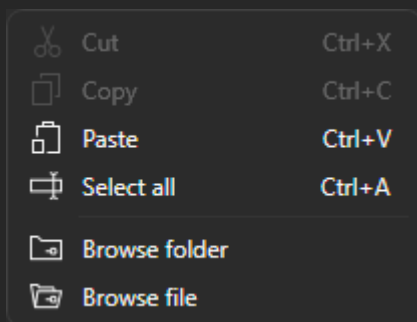 Cut Ctrl+X
Copy Ctrl+C
Paste Ctrl+V
Select all Ctrl+A
Browse folder
Browse file